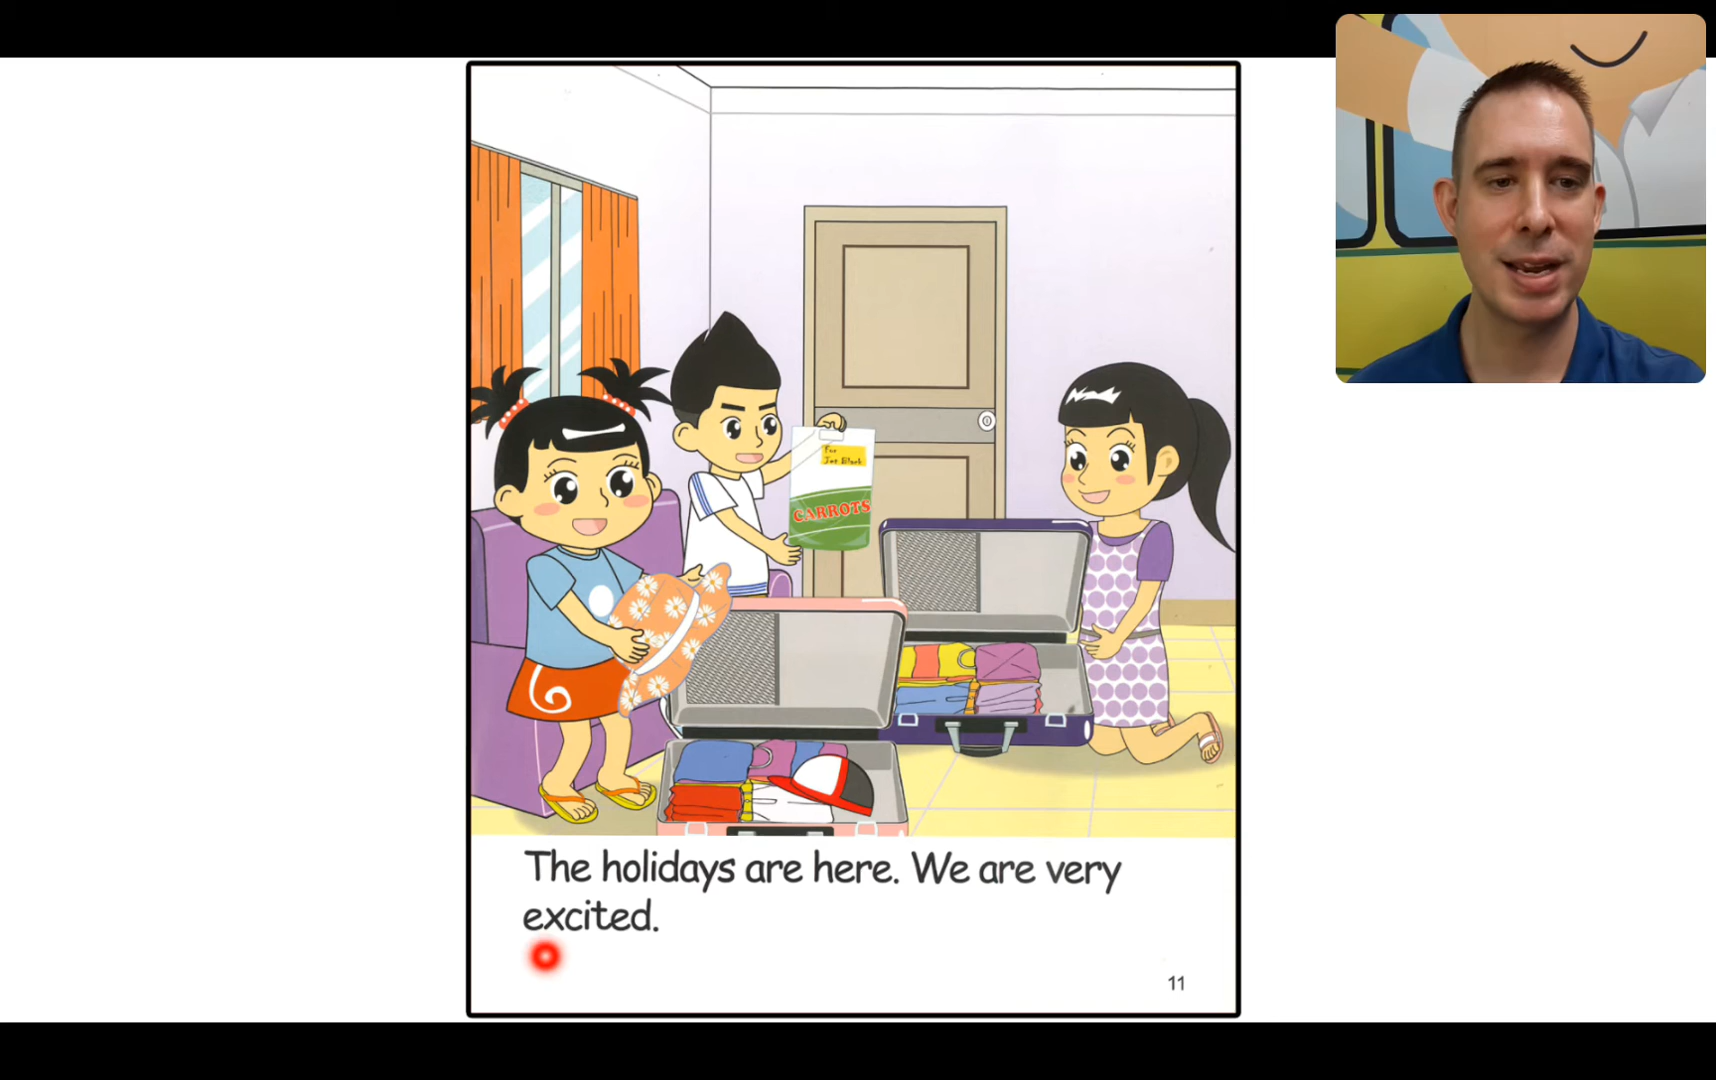 For
Joe Black
CARROTS
The holidays are here. We are very
excited.
11